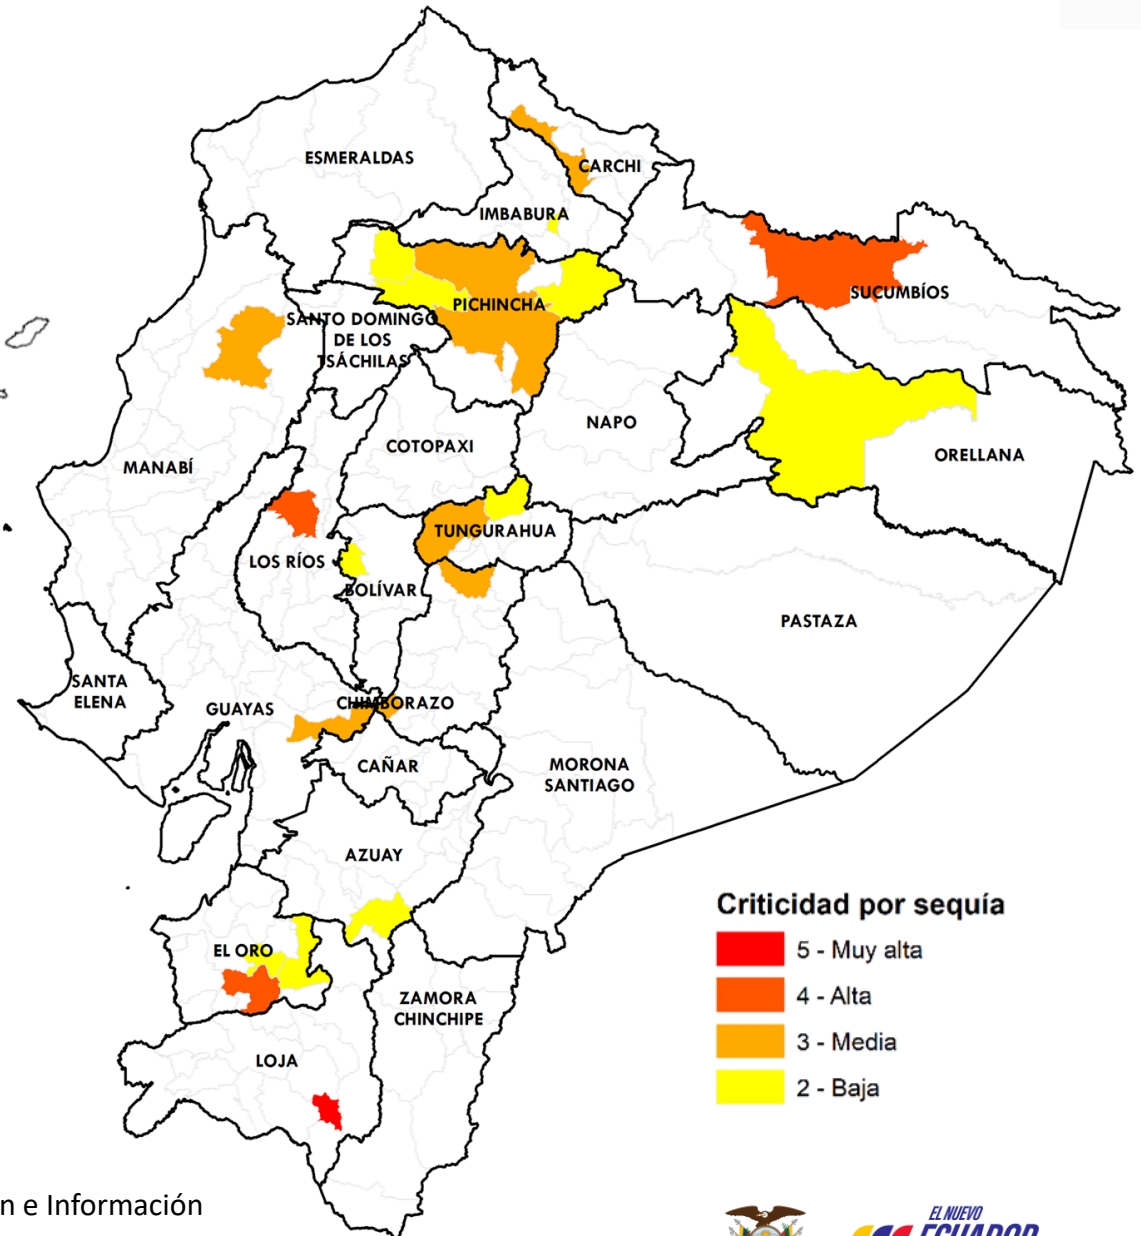 ESMERALDAS
CARCHI
IMBABURA
SUCUMBÍOS
PICHINCHA
SANTO DOMINGO
DE LOS
TSÁCHILAS
NAPO
COTOPAXI
ORELLANA
MANABÍ
TUNGURAHUA
LOS RÍOS
BOLÍVAR
PASTAZA
SANTA
ELENA
GUAYAS
CHIMBORAZO
CAÑAR
MORONA
SANTIAGO
AZUAY
EL ORO
ZAMORA
CHINCHIPE
LOJA
Criticidad por sequía
5 - Muy alta
4 - Alta
3 - Media
2 - Baja
n e Información
EL NUEVO
ECUADOR